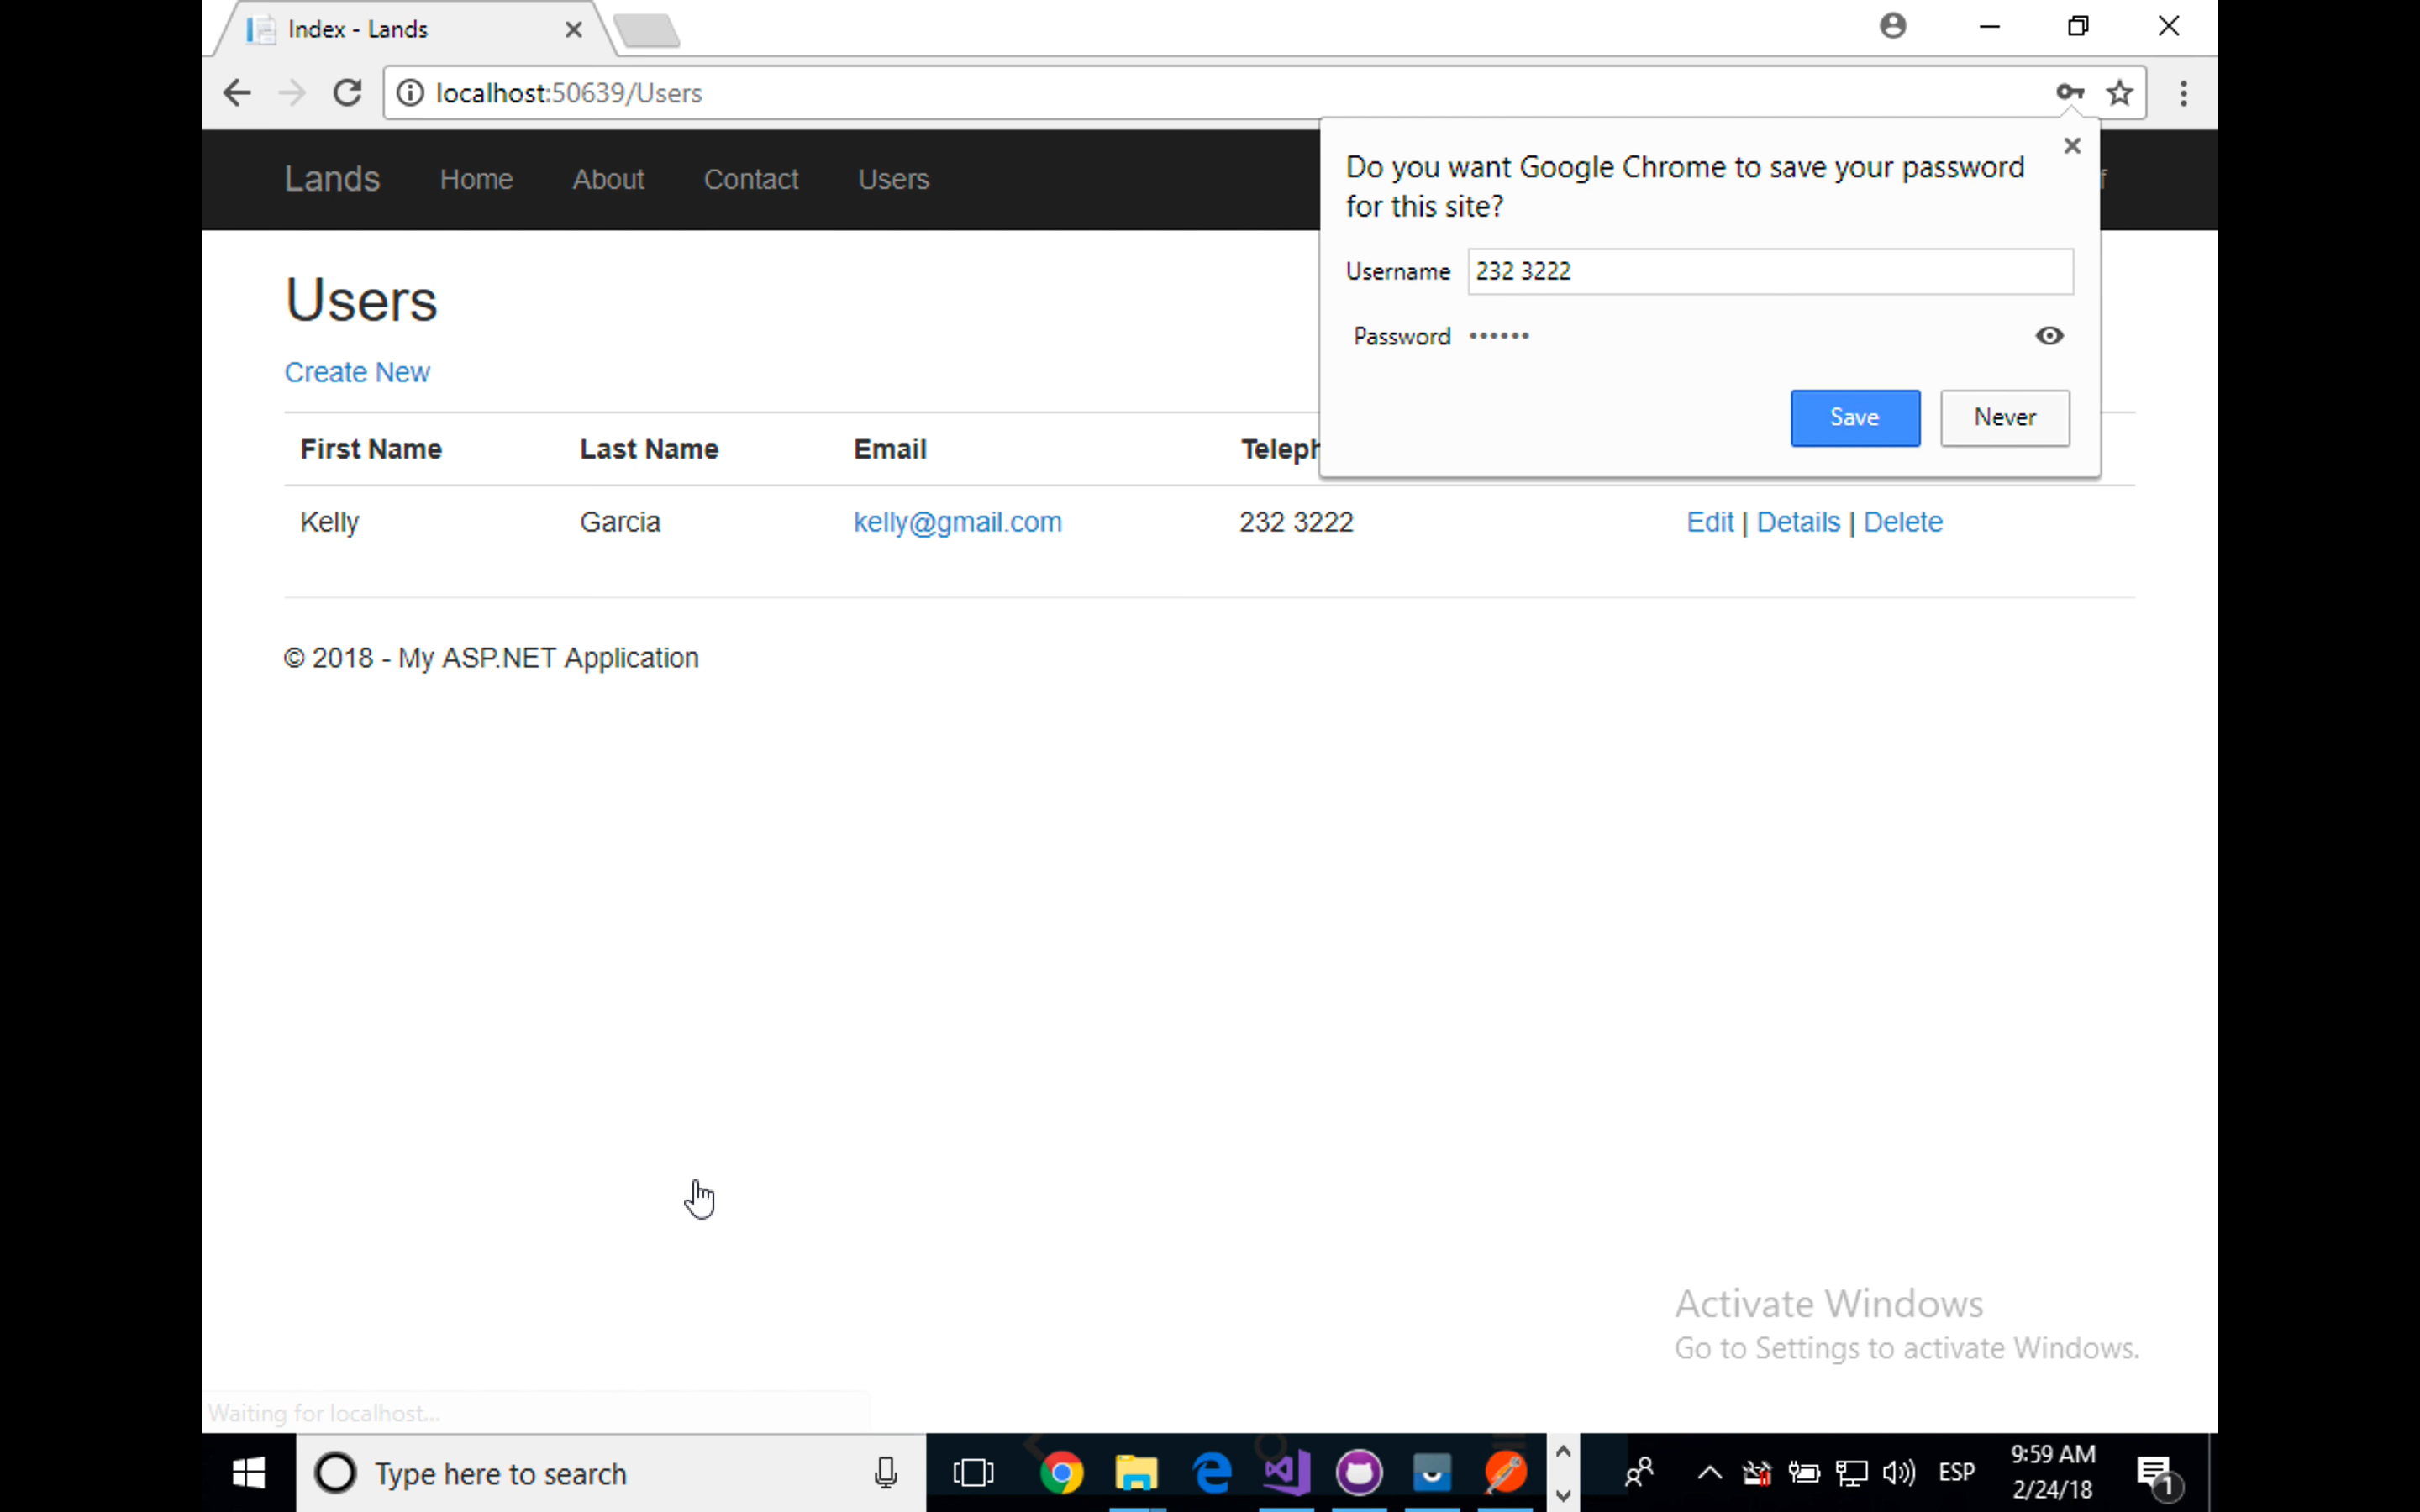 Index - Lands
localhost:50639/Users
Lands Home About Contact Users
Do you want Google Chrome to save your password
for this site?
Username 232 3222
Password ••••••
Save Never
Users
Create New
First Name Last Name Email Teleph
Kelly Garcia kelly@gmail.com 232 3222 Edit | Details | Delete
© 2018 - My ASP.NET Application
Activate Windows
Go to Settings to activate Windows.
Waiting for localhost...
Type here to search
ESP
9:59 AM
2/24/18
1